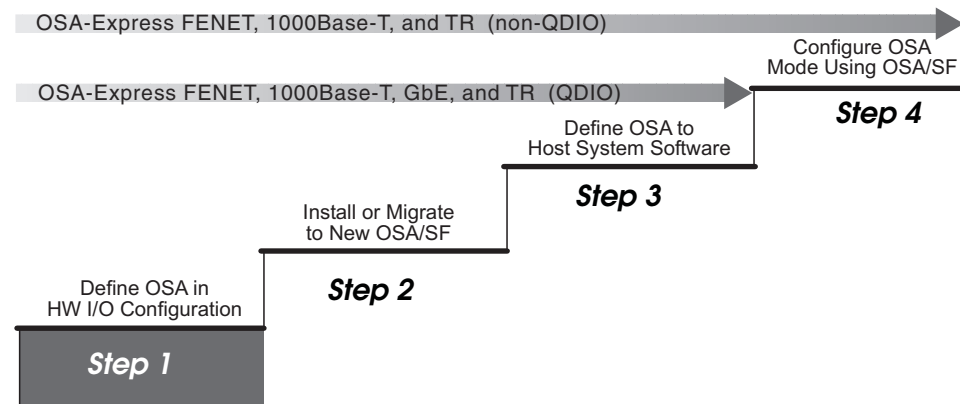 OSA-Express FENET, 1000Base-T, and TR (non-QDIO)
Configure OSA
Mode Using OSA/SF
OSA-Express FENET, 1000Base-T, GbE, and TR (QDIO)
Step 4
Define OSA to
Host System Software
Step 3
Install or Migrate
to New OSA/SF
Step 2
Define OSA in
HW I/O Configuration
Step 1